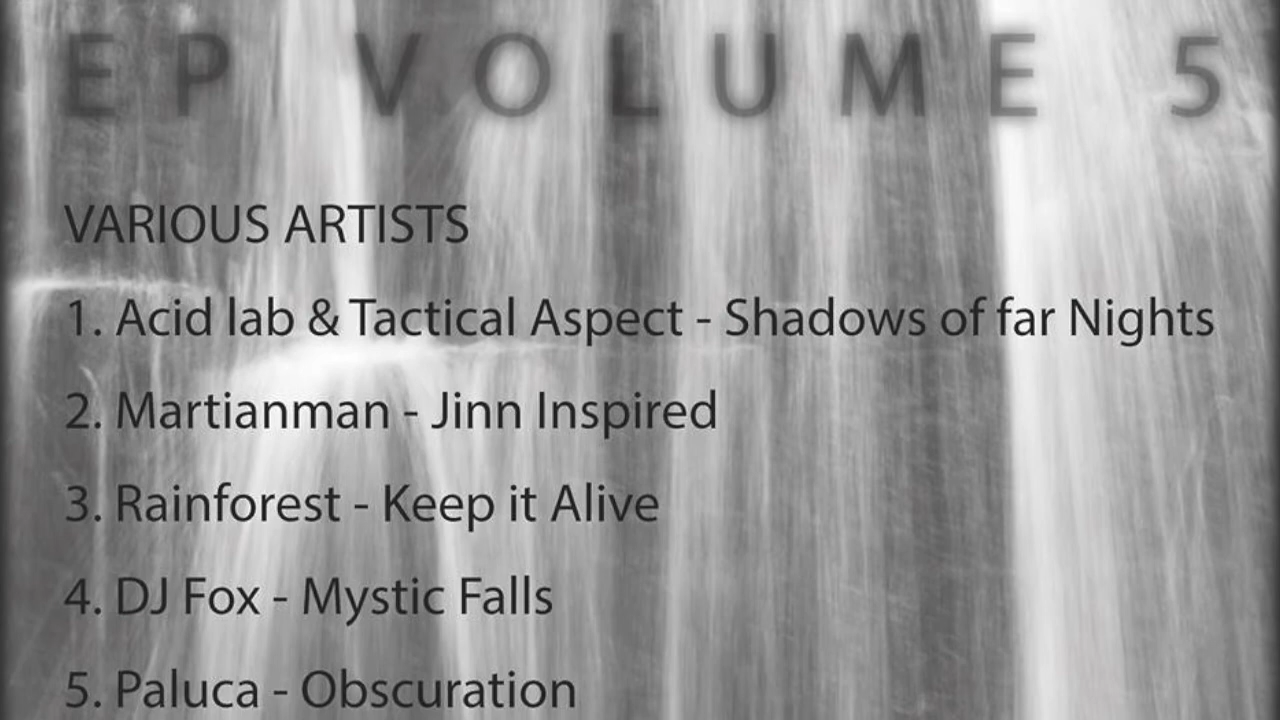 EP VOLUME 5
VARIOUS ARTISTS
1. Acid lab & Tactical Aspect - Shadows of far Nights
2. Martianman - Jinn Inspired
3. Rainforest - Keep it Alive
4. DJ Fox - Mystic Falls
5. Paluca - Obscuration